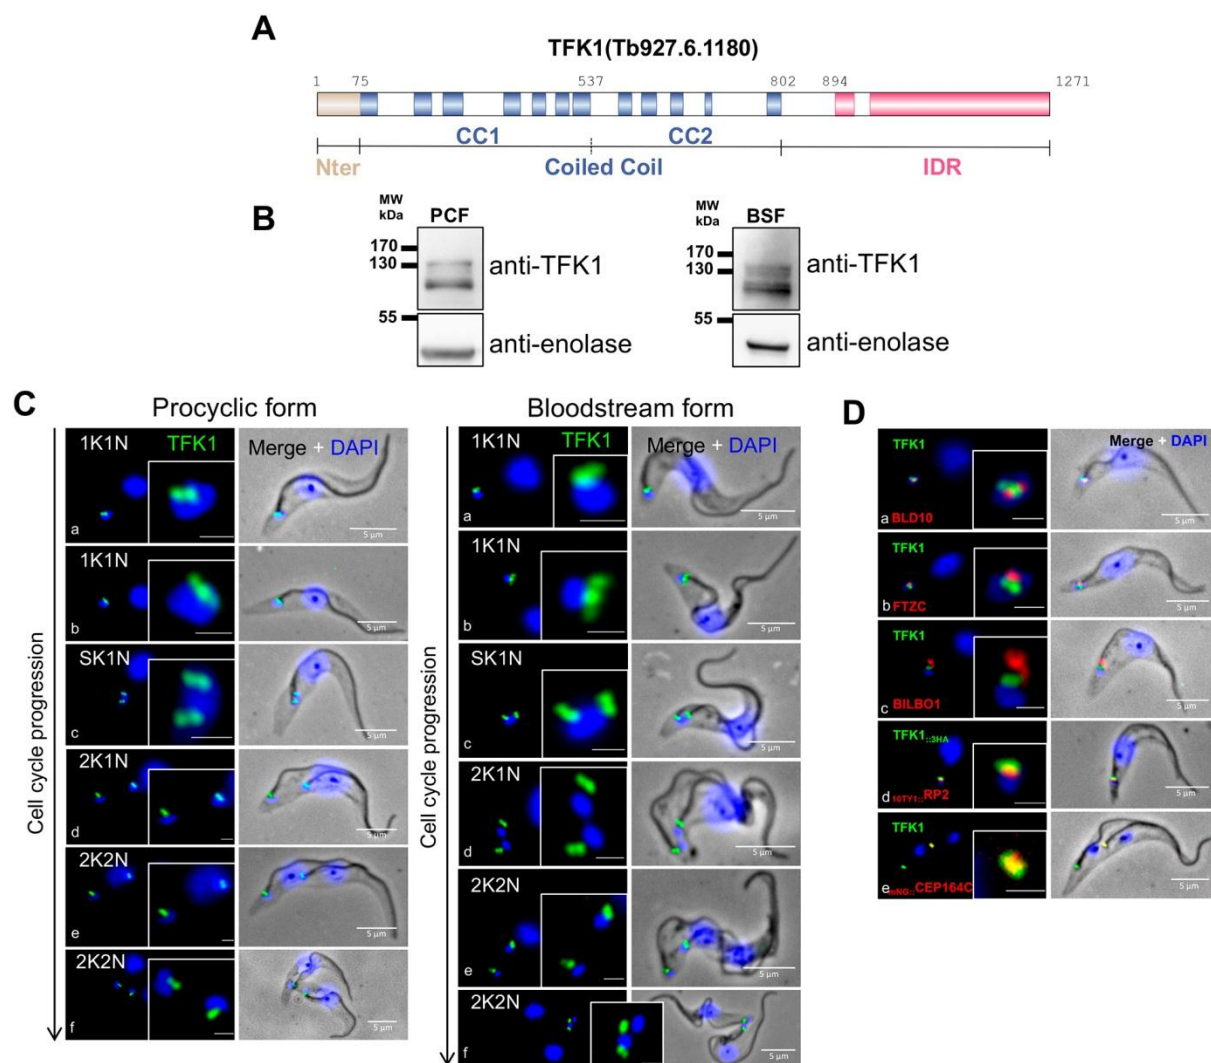 A
TFK1(Tb927.6.1180)
1 75 537 802 894 1271
CC1 CC2
Nter Coiled Coil IDR
B
MW
kDa
PCF
170
130
anti-TFK1
55
anti-enolase
MW
kDa
BSF
170
130
anti-TFK1
55
anti-enolase
C
Procyclic form
Cell cycle progression
1K1N TFK1 Merge + DAPI
a 5 µm
1K1N
b 5 µm
SK1N
c 5 µm
2K1N
d 5 µm
2K2N
e 5 µm
2K2N
f 5 µm
Bloodstream form
Cell cycle progression
1K1N TFK1 Merge + DAPI
a 5 µm
1K1N
b 5 µm
SK1N
c 5 µm
2K1N
d 5 µm
2K2N
e 5 µm
2K2N
f 5 µm
D
TFK1 Merge + DAPI
a BLD10 5 µm
TFK1
b FTZC 5 µm
TFK1
c BILBO1 5 µm
TFK1::3HA
d 10TY1::RP2 5 µm
TFK1
e mNG::CEP164C 5 µm